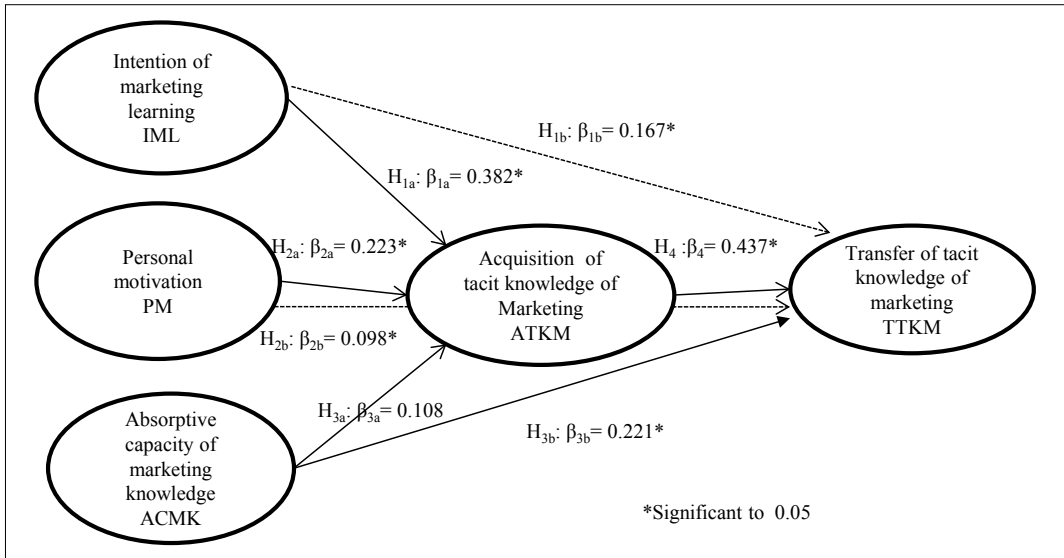 Intention of
marketing
learning
IML
H1b: β1b= 0.167*
H1a: β1a= 0.382*
Personal
motivation
PM
H2a: β2a= 0.223*
H2b: β2b= 0.098*
Acquisition of
tacit knowledge of
Marketing
ATKM
H4 :β4= 0.437*
Transfer of tacit
knowledge of
marketing
TTKM
Absorptive
capacity of
marketing
knowledge
ACMK
H3a: β3a= 0.108
H3b: β3b= 0.221*
*Significant to 0.05